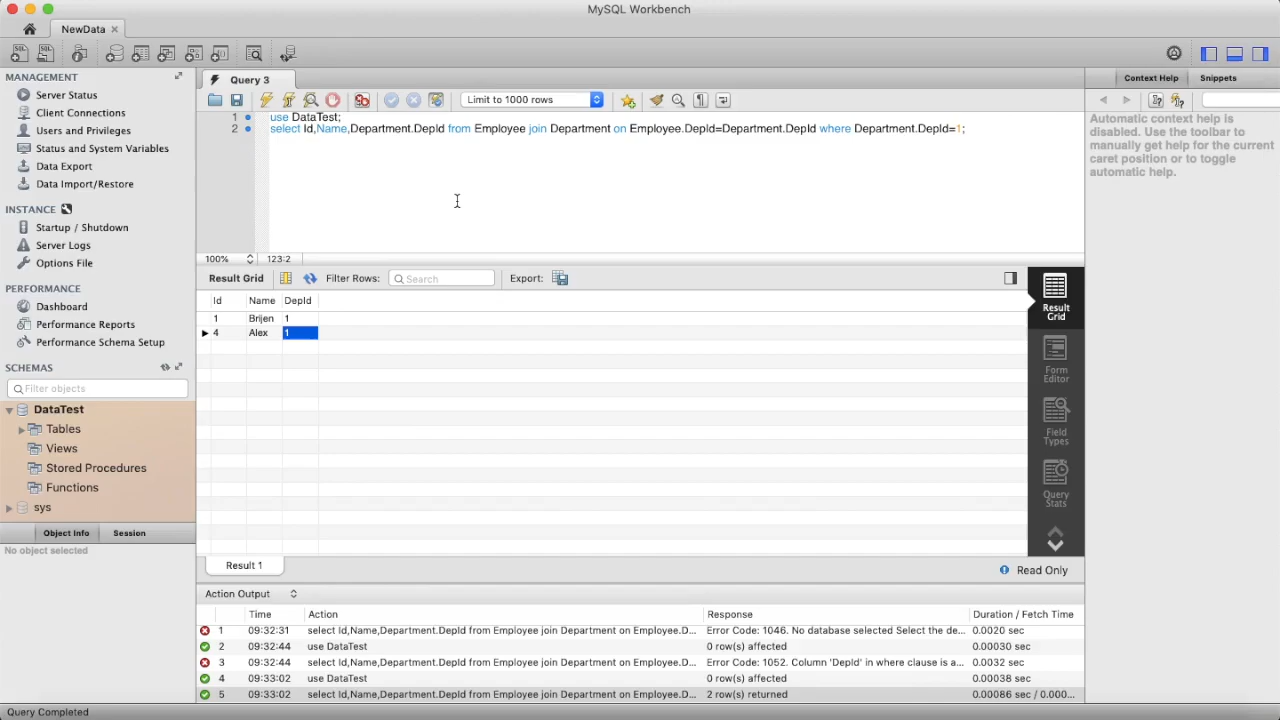 MySQL Workbench
NewData
Query 3
MANAGEMENT
Server Status
Client Connections
Users and Privileges
Status and System Variables
Data Export
Data Import/Restore
INSTANCE
Startup / Shutdown
Server Logs
Options File
PERFORMANCE
Dashboard
Performance Reports
Performance Schema Setup
SCHEMAS
Filter objects
DataTest
Tables
Views
Stored Procedures
Functions
sys
Object Info Session
No object selected
Limit to 1000 rows
1 use DataTest;
2 select Id,Name,Department.DepId from Employee join Department on Employee.DepId=Department.DepId where Department.DepId=1;
100% 123:2
Result Grid Filter Rows: Search Export:
Id Name DepId
1 Brijen 1
4 Alex 1
Result Grid
Form Editor
Field Types
Query Stats
Result 1
Read Only
Context Help Snippets
Automatic context help is
disabled. Use the toolbar to
manually get help for the current
caret position or to toggle
automatic help.
Action Output
Time Action Response Duration / Fetch Time
1 09:32:31 select Id,Name,Department.DepId from Employee join Department on Employee.D... Error Code: 1046. No database selected Select the de... 0.0020 sec
2 09:32:44 use DataTest 0 row(s) affected 0.00030 sec
3 09:32:44 select Id,Name,Department.DepId from Employee join Department on Employee.D... Error Code: 1052. Column 'DepId' in where clause is a... 0.0032 sec
4 09:33:02 use DataTest 0 row(s) affected 0.00038 sec
5 09:33:02 select Id,Name,Department.DepId from Employee join Department on Employee.D... 2 row(s) returned 0.00086 sec / 0.000...
Query Completed